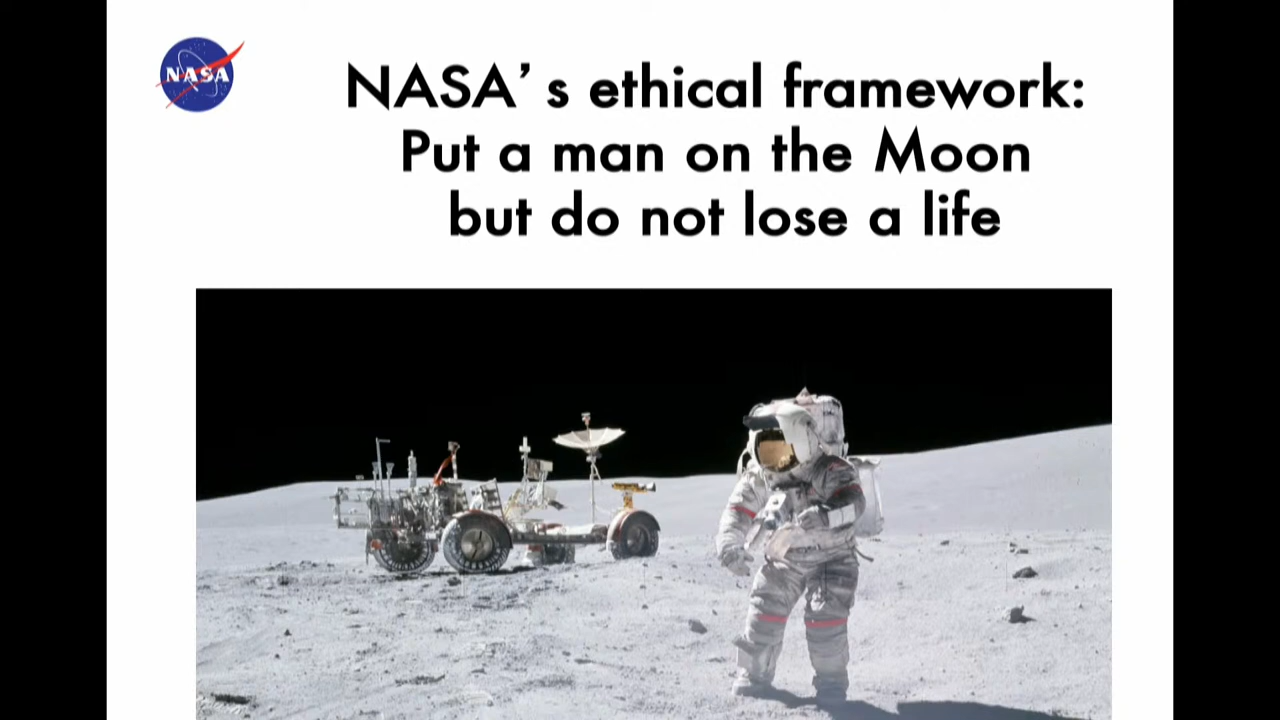 NASA
NASA’s ethical framework:
Put a man on the Moon
but do not lose a life